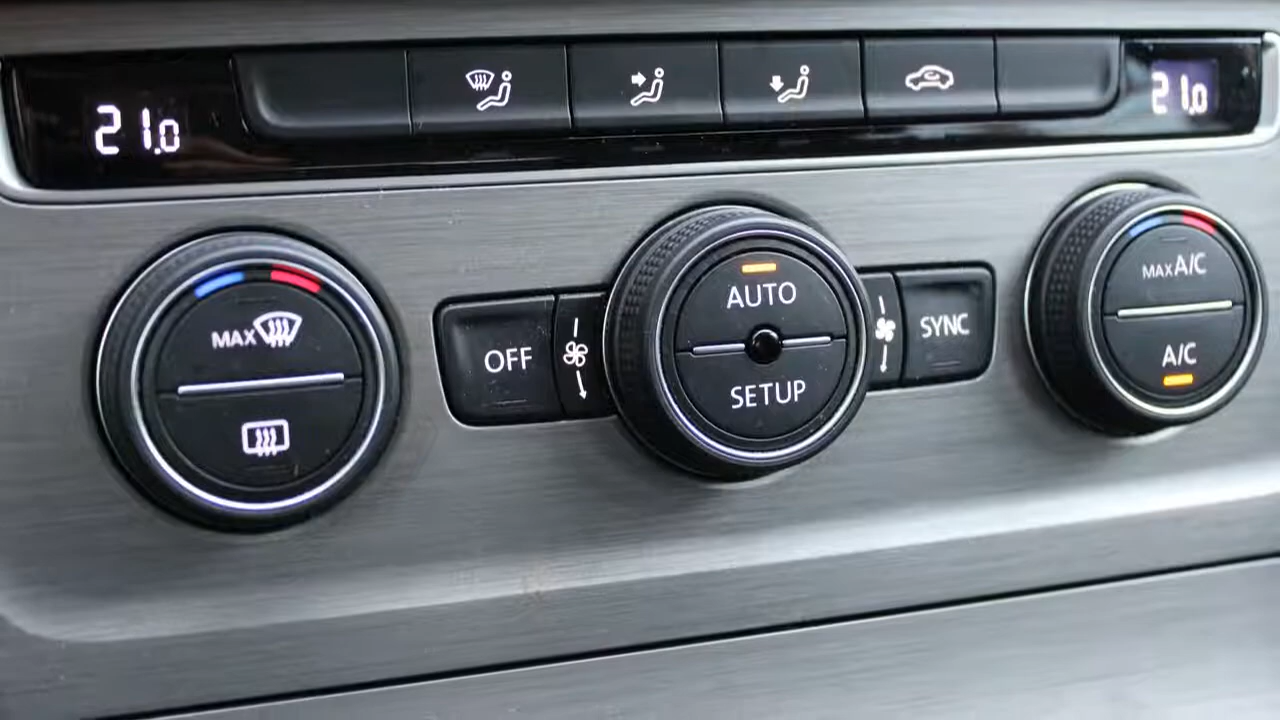 21.0
21.0
MAX
OFF
AUTO
SETUP
SYNC
MAX A/C
A/C